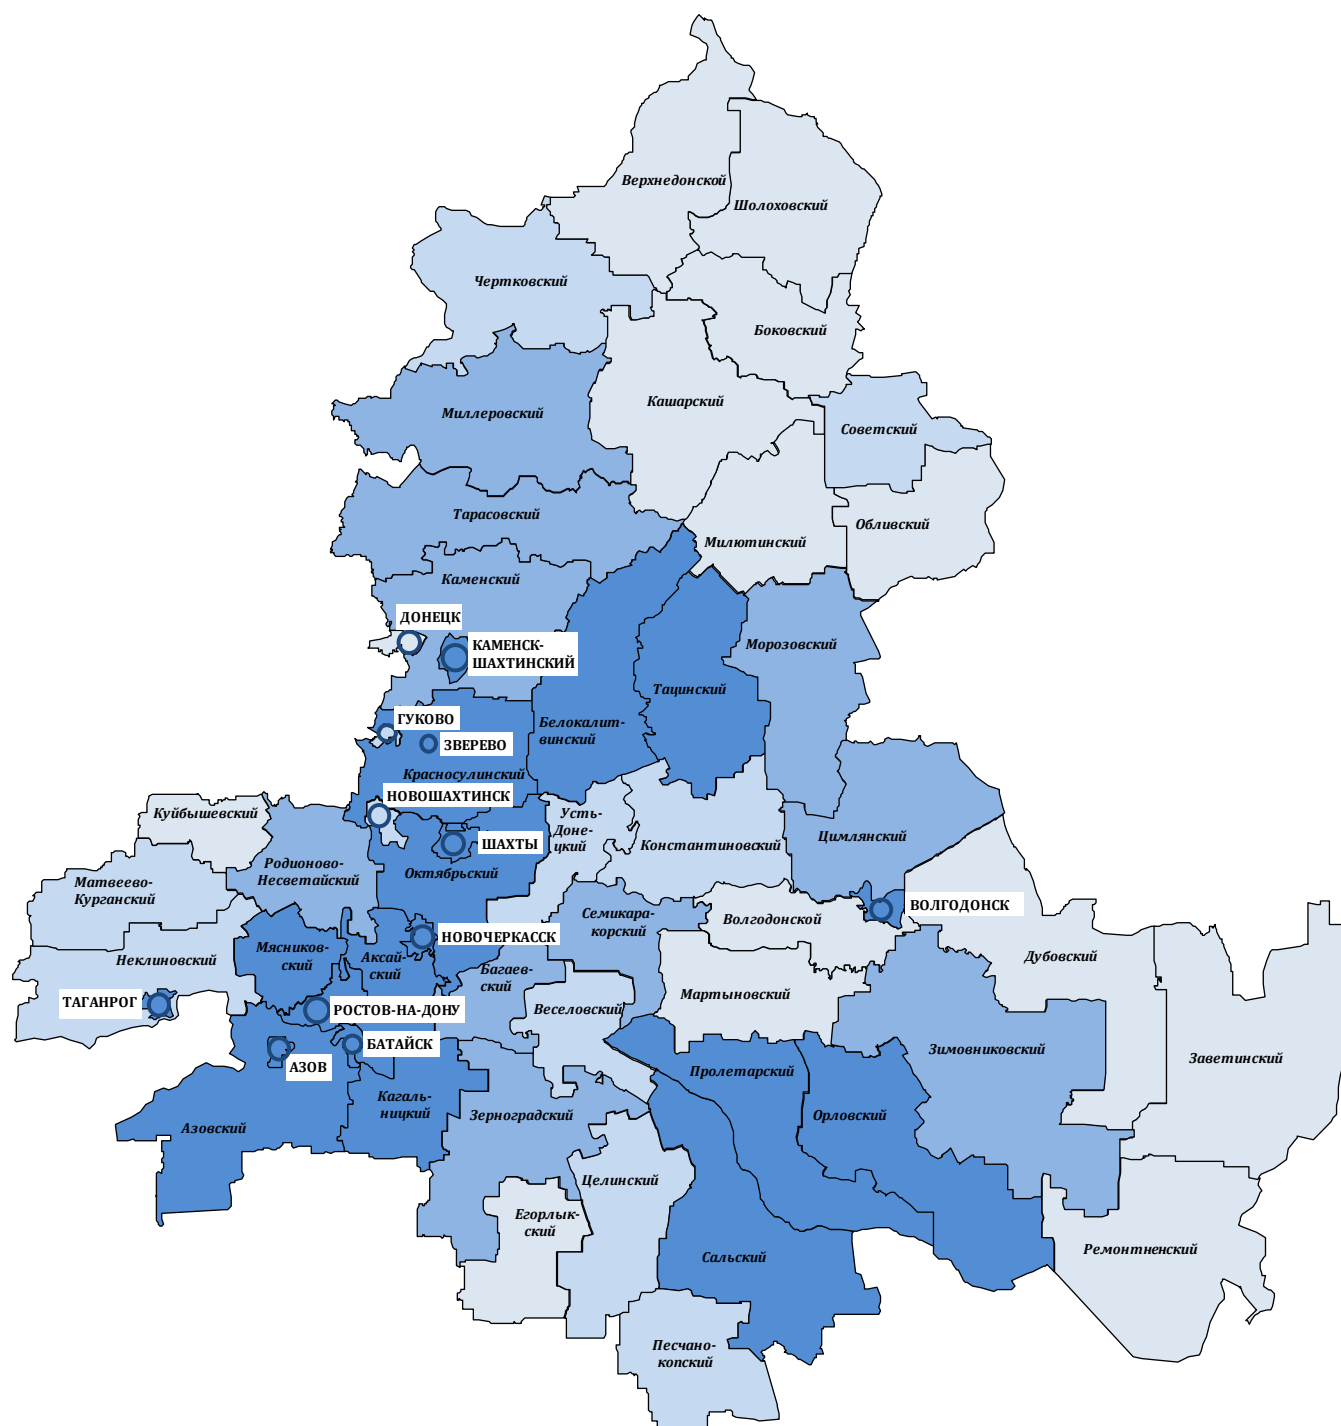 Верхнедонской
Шолоховский
Чертковский
Боковский
Миллеровский
Кашарский
Советский
Тарасовский
Обливский
Милютинский
Каменский
ДОНЕЦК
КАМЕНСК-
ШАХТИНСКИЙ
Морозовский
Тацинский
ГУКОВО
Белокалит-
винский
ЗВЕРЕВО
Красносулинский
НОВОШАХТИНСК
Куйбышевский
Усть-
Доне-
цкий
ШАХТЫ
Константиновский
Цимлянский
Родионово-
Несветайский
Октябрьский
Матвеево-
Курганский
ВОЛГОДОНСК
Семикара-
корский
Волгодонской
НОВОЧЕРКАССК
Мясников-
ский
Аксай-
ский
Неклиновский
Багаев-
ский
Дубовский
Мартыновский
ТАГАНРОГ
РОСТОВ-НА-ДОНУ
Веселовский
БАТАЙСК
Зимовниковский
Заветинский
АЗОВ
Пролетарский
Кагаль-
ницкий
Зерноградский
Орловский
Азовский
Целинский
Егорлык-
ский
Сальский
Ремонтненский
Песчано-
копский